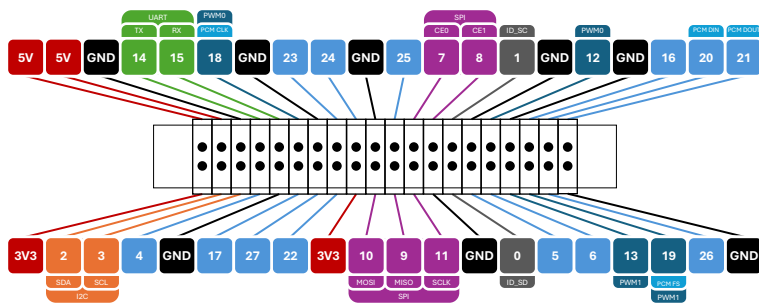 UART PWM0 SPI
TX RX PCM CLK CE0 CE1 ID_SC PWM0 PCM DIN PCM DOUT
5V 5V GND 14 15 18 GND 23 24 GND 25 7 8 1 GND 12 GND 16 20 21
3V3 2 3 4 GND 17 27 22 3V3 10 9 11 GND 0 5 6 13 19 26 GND
SDA SCL MOSI MISO SCLK ID_SD PWM1 PCM FS
I2C SPI PWM1